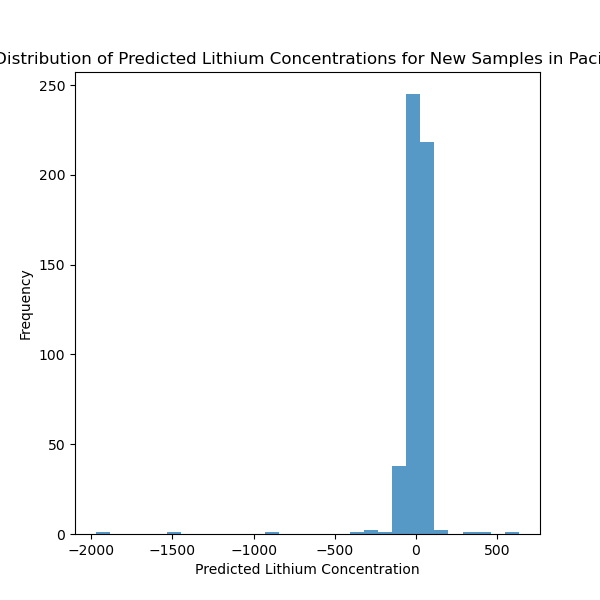 Distribution of Predicted Lithium Concentrations for New Samples in Paci
250
200
150
100
50
0
Frequency
−2000 −1500 −1000 −500 0 500
Predicted Lithium Concentration